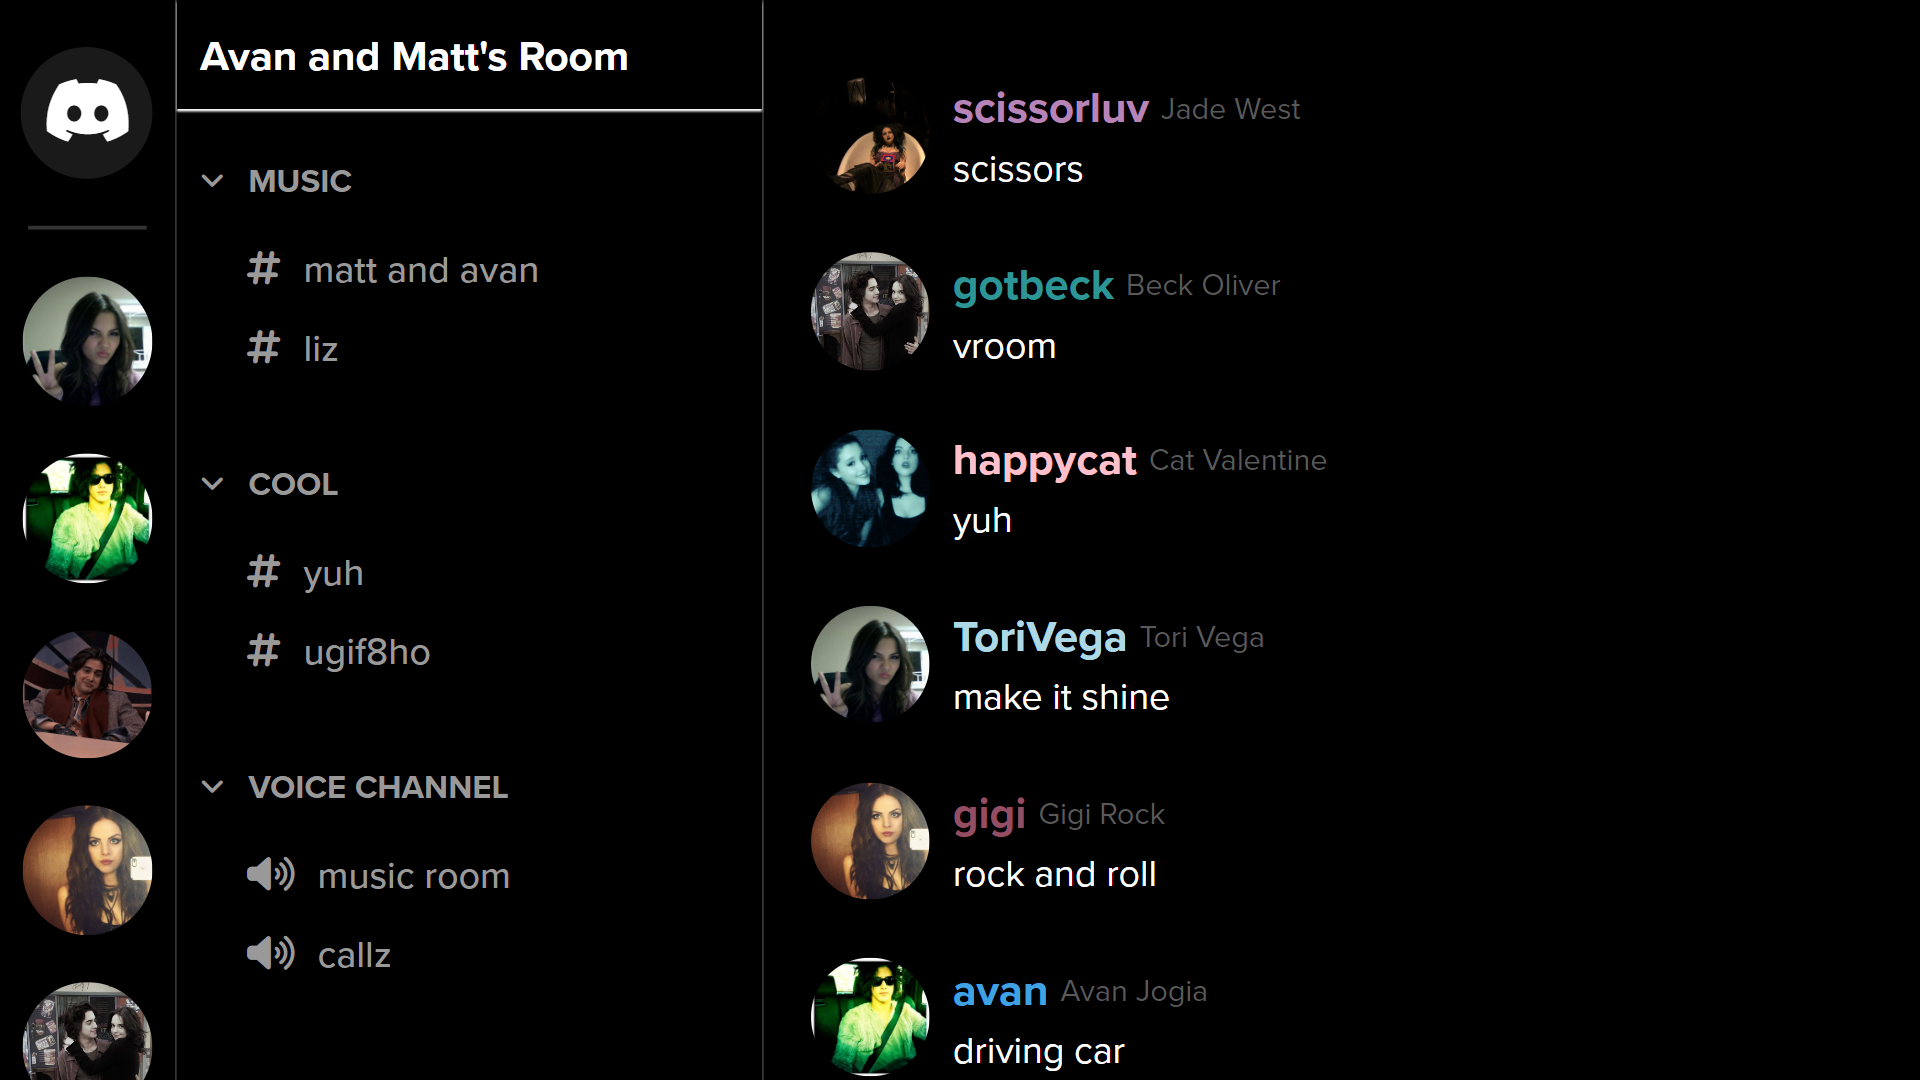 Avan and Matt's Room
MUSIC
# matt and avan
# liz
COOL
# yuh
# ugif8ho
VOICE CHANNEL
music room
callz
scissorluv Jade West
scissors
gotbeck Beck Oliver
vroom
happycat Cat Valentine
yuh
ToriVega Tori Vega
make it shine
gigi Gigi Rock
rock and roll
avan Avan Jogia
driving car